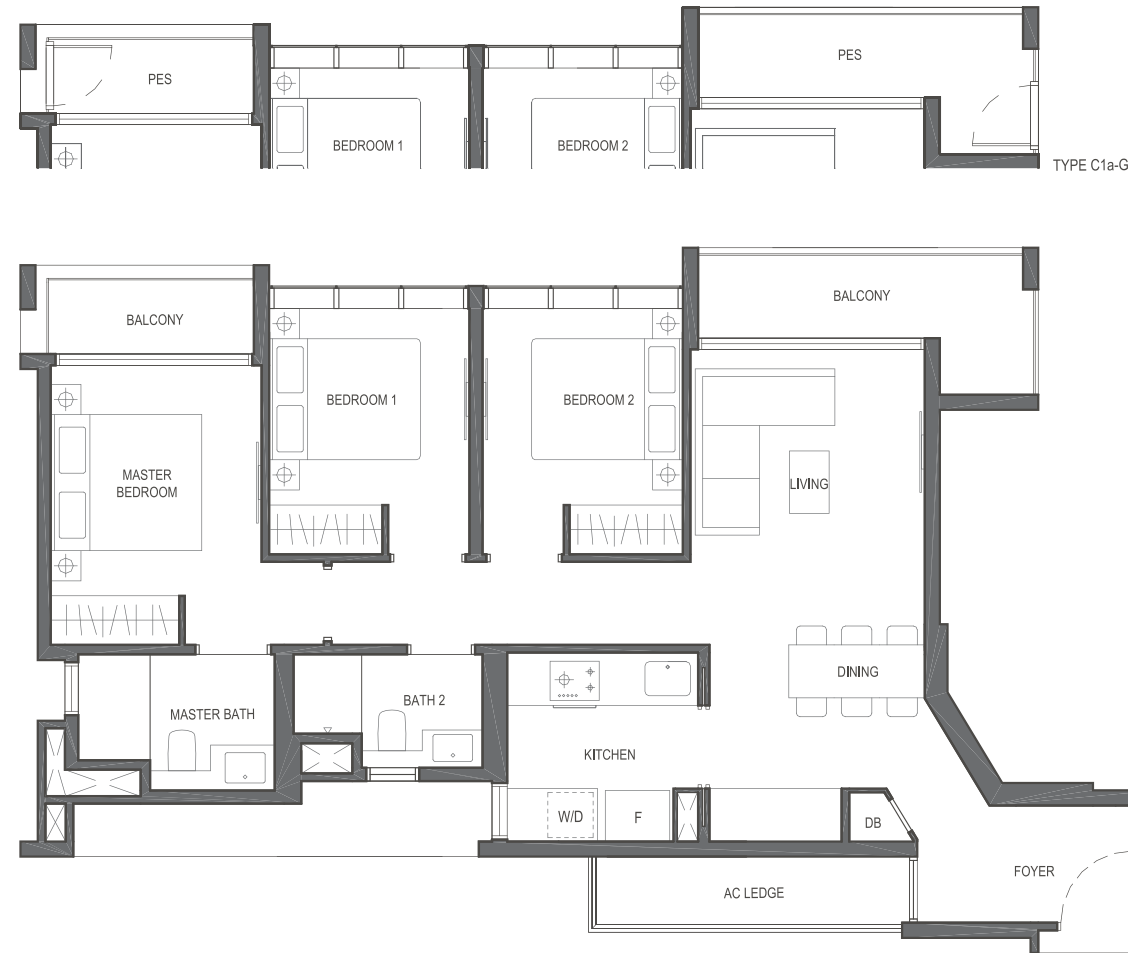 PES
PES
BEDROOM 1
BEDROOM 2
TYPE C1a-G
BALCONY
BALCONY
BEDROOM 1
BEDROOM 2
MASTER
BEDROOM
LIVING
DINING
MASTER BATH
BATH 2
KITCHEN
W/D
F
DB
FOYER
AC LEDGE